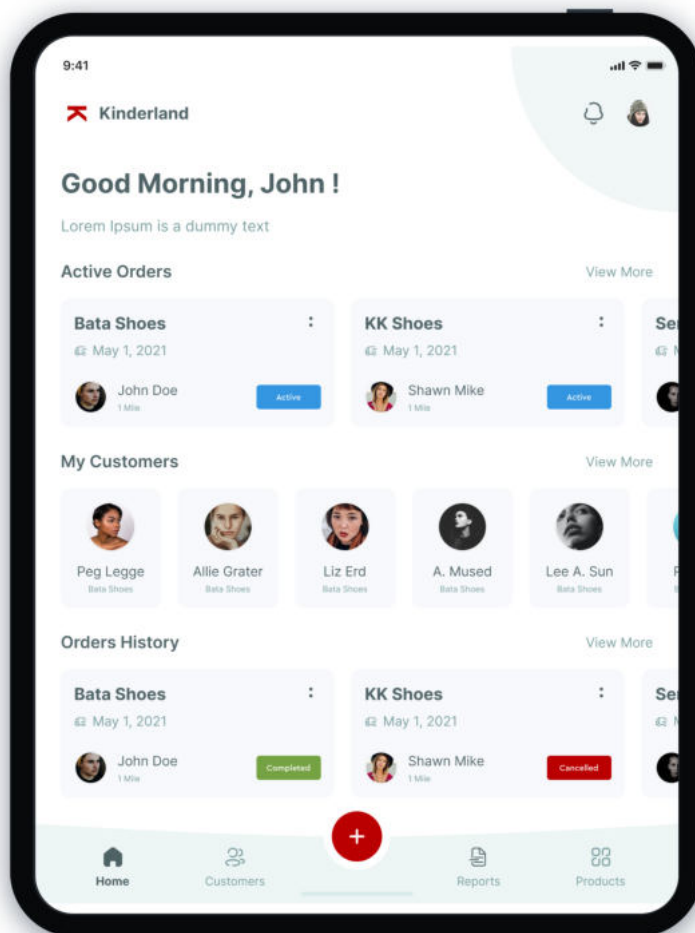 9:41
Kinderland
Good Morning, John !
Lorem Ipsum is a dummy text
Active Orders View More
Bata Shoes KK Shoes
May 1, 2021 May 1, 2021
John Doe Shawn Mike
1 Mile Active 1 Mile Active
My Customers View More
Peg Legge Allie Grater Liz Erd A. Mused Lee A. Sun
Bata Shoes Bata Shoes Bata Shoes Bata Shoes Bata Shoes
Orders History View More
Bata Shoes KK Shoes
May 1, 2021 May 1, 2021
John Doe Shawn Mike
1 Mile Completed 1 Mile Cancelled
Home Customers Reports Products